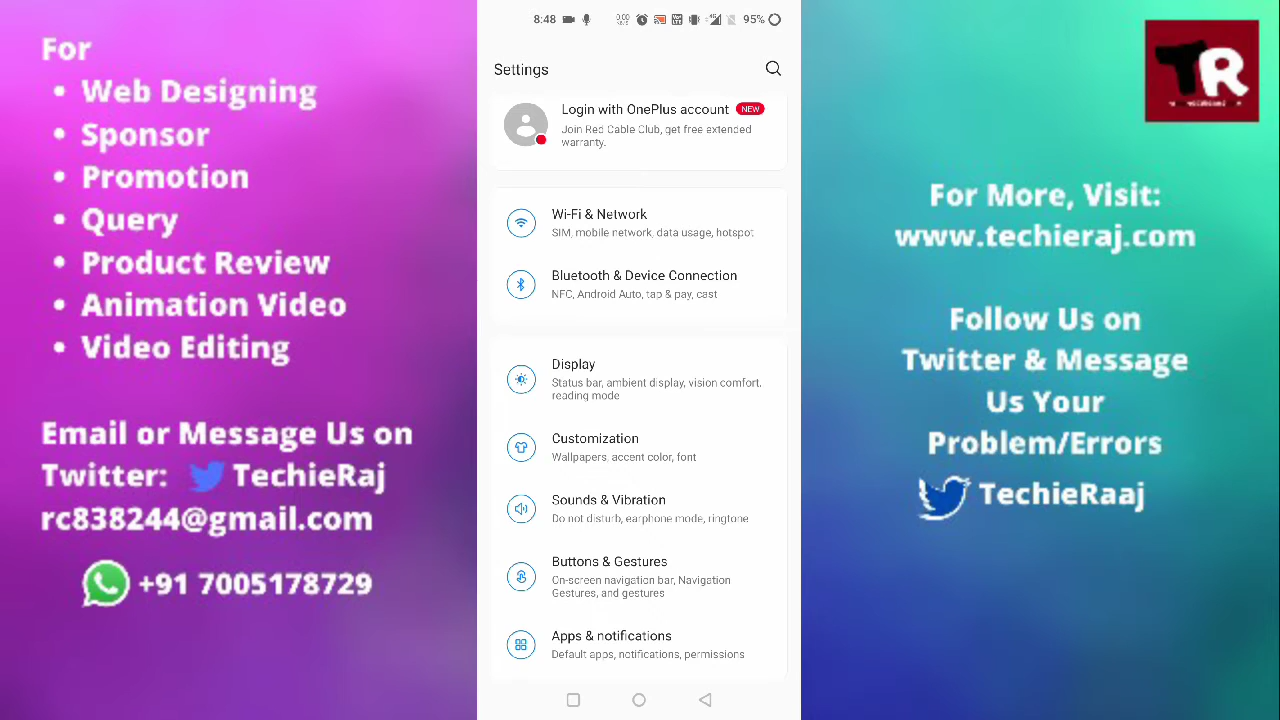 For
• Web Designing
• Sponsor
• Promotion
• Query
• Product Review
• Animation Video
• Video Editing
Email or Message Us on
Twitter: TechieRaj
rc838244@gmail.com
+91 7005178729
8:48
95%
Settings
Login with OnePlus account NEW
Join Red Cable Club, get free extended
warranty.
Wi-Fi & Network
SIM, mobile network, data usage, hotspot
Bluetooth & Device Connection
NFC, Android Auto, tap & pay, cast
Display
Status bar, ambient display, vision comfort,
reading mode
Customization
Wallpapers, accent color, font
Sounds & Vibration
Do not disturb, earphone mode, ringtone
Buttons & Gestures
On-screen navigation bar, Navigation
Gestures, and gestures
Apps & notifications
Default apps, notifications, permissions
TR
For More, Visit:
www.techieraj.com
Follow Us on
Twitter & Message
Us Your
Problem/Errors
TechieRaaj